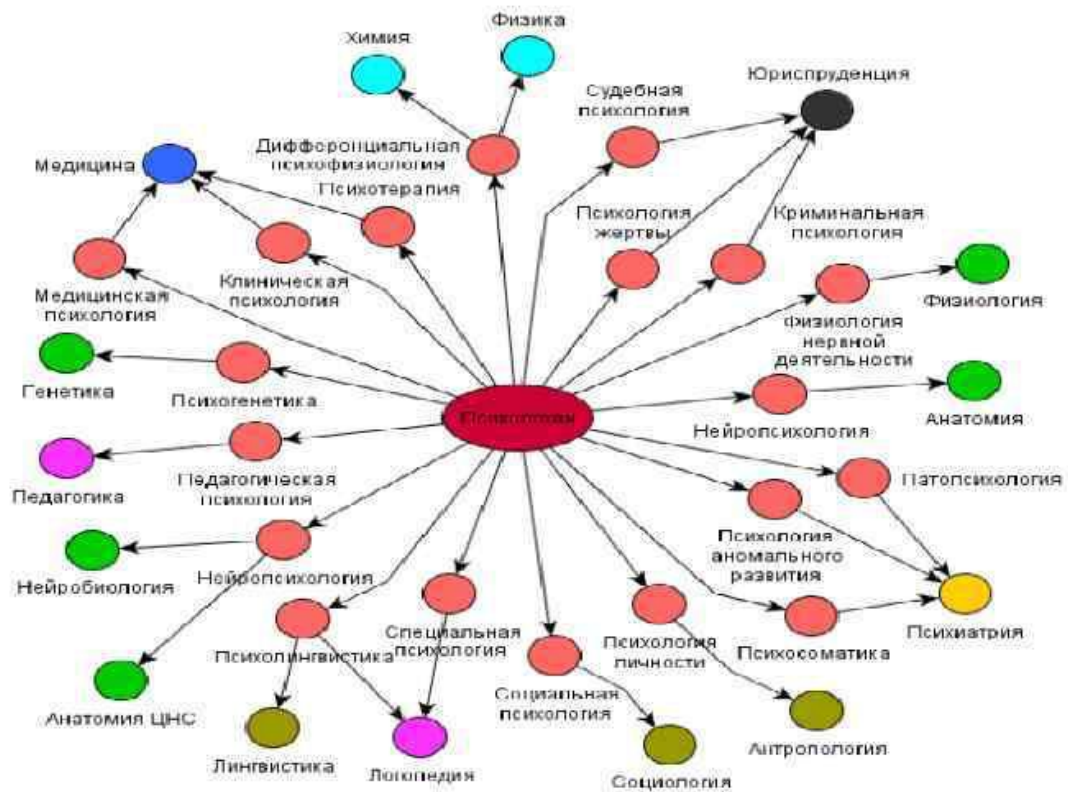 Физика
Химия
Юриспруденция
Судебная
психология
Дифференциальная
психофизиология
Медицина
Психотерапия
Психология
жертвы
Криминальная
психология
Клиническая
психология
Медицинская
психология
Физиология
Физиология
нервной
деятельности
Генетика
Психогенетика
Психология
Нейропсихология
Анатомия
Педагогика
Педагогическая
психология
Патопсихология
Психология
аномального
развития
Нейробиология
Нейропсихология
Психиатрия
Специальная
психология
Психолингвистика
Психология
личности
Психосоматика
Социальная
психология
Анатомия ЦНС
Лингвистика
Логопедия
Социология
Антропология